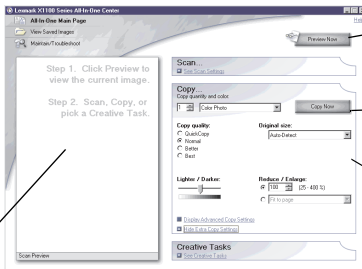 Lexmark X1100 Series All-In-One Center
All-In-One Main Page
View Saved Images
Maintain/Troubleshoot
Preview Now
Step 1. Click Preview to
view the current image.
Step 2. Scan, Copy, or
pick a Creative Task.
Scan Preview
Scan...
See Scan Settings
Copy...
Copy quantity and color.
1
Color Photo
Copy Now
Copy quality:
QuickCopy
Normal
Better
Best
Original size:
Auto-Detect
Lighter / Darker:
Reduce / Enlarge:
100
(25 - 400 %)
Fit to page
Display Advanced Copy Settings
Hide Extra Copy Settings
Creative Tasks
See Creative Tasks